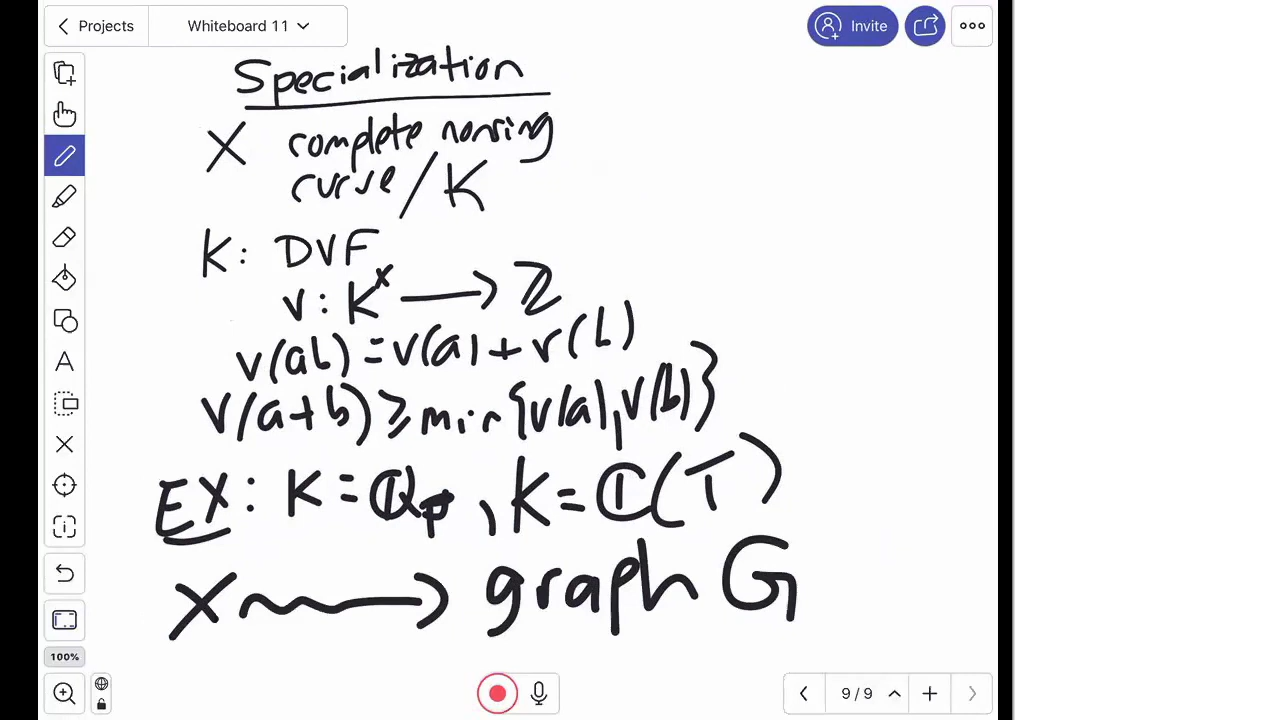 Projects
Whiteboard 11
Invite
Specialization
X complete nonsing
curve / K
K: DVF
v: K^× ⟶ ℤ
v(ab) = v(a) + v(b)
v(a+b) ≥ min{v(a), v(b)}
EX: K = ℚ_p, K = ℂ(T)
X ⟿ graph G
A
100%
9/9